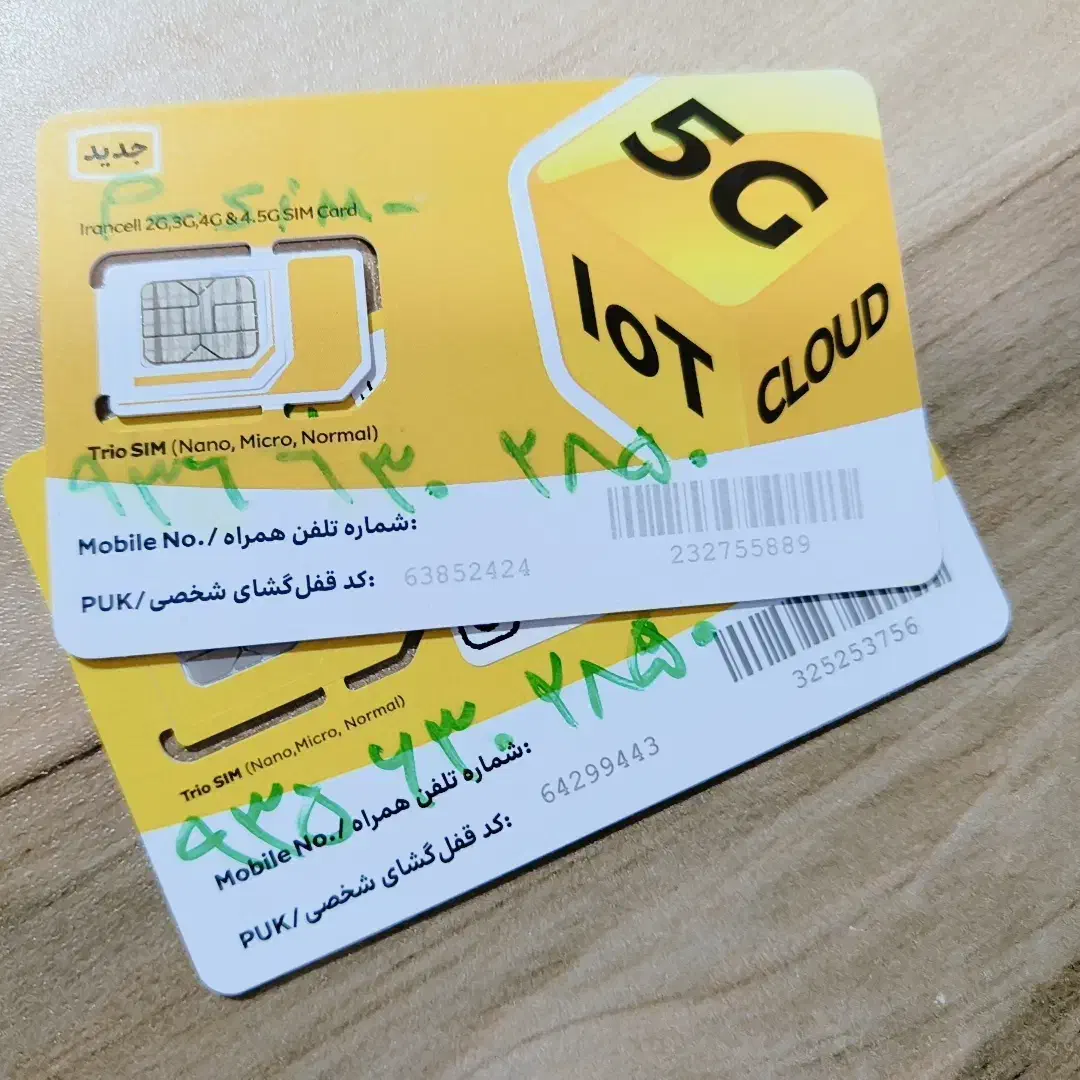 جدید
P-Sim-
Irancell 2G,3G,4G & 4.5G SIM Card
5G
IoT
CLOUD
Trio SIM (Nano, Micro, Normal)
۹۳۶ ۶۳۰ ۲۸۵۰
Mobile No./ شماره تلفن همراه:
PUK/ کد قفل‌گشای شخصی: 63852424
232755889
Trio SIM (Nano,Micro, Normal)
۹۳۵ ۶۳۰ ۲۸۵۰
Mobile No./ شماره تلفن همراه:
PUK/ کد قفل‌گشای شخصی: 64299443
325253756